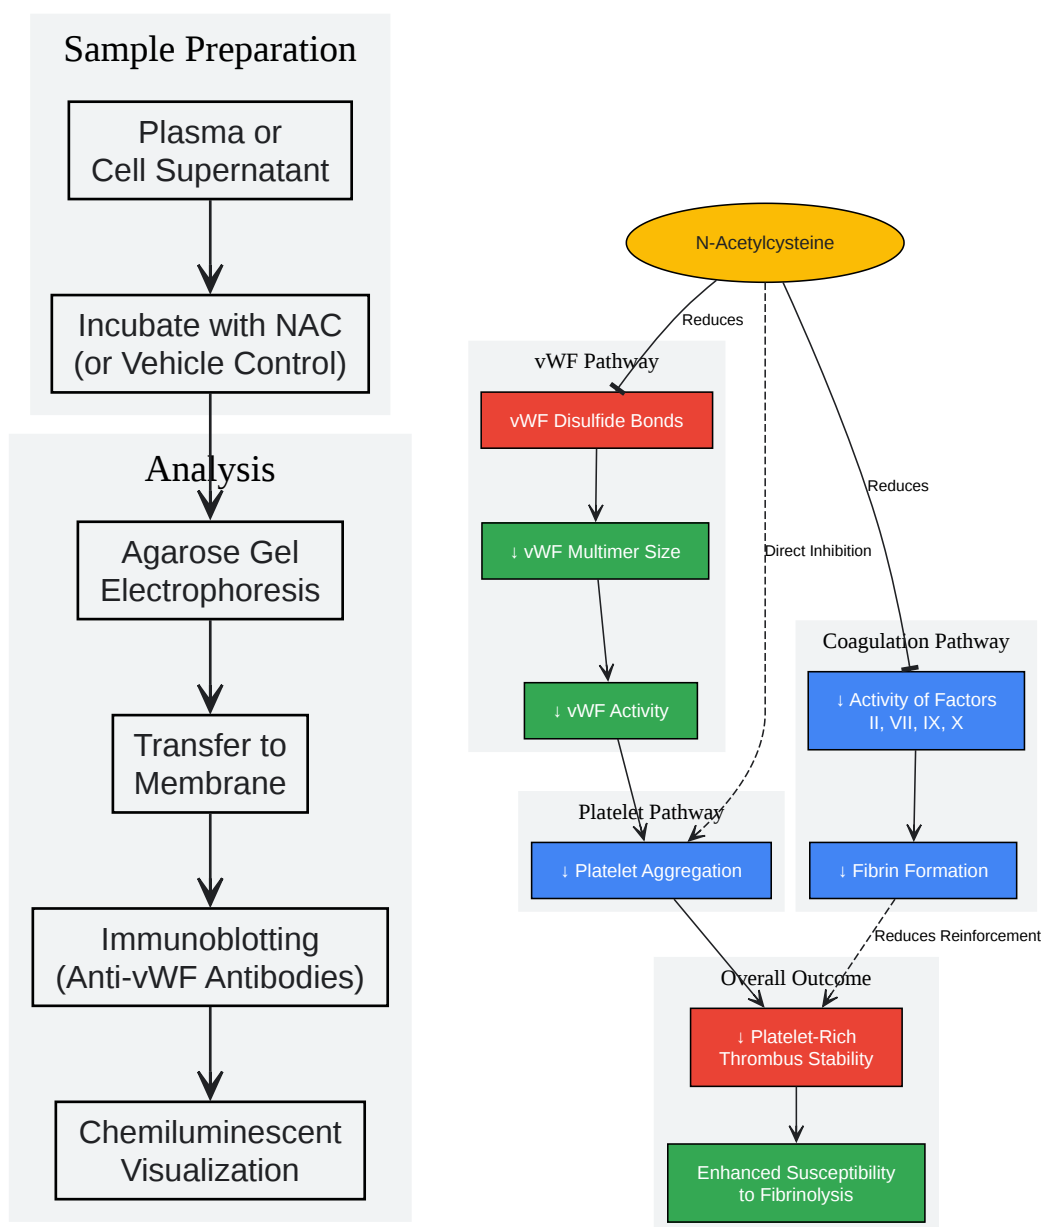 Sample Preparation
Plasma or
Cell Supernatant
Incubate with NAC
(or Vehicle Control)
Analysis
Agarose Gel
Electrophoresis
Transfer to
Membrane
Immunoblotting
(Anti-vWF Antibodies)
Chemiluminescent
Visualization
N-Acetylcysteine
Reduces
vWF Pathway
vWF Disulfide Bonds
Reduces
↓ vWF Multimer Size
Direct Inhibition
Coagulation Pathway
↓ vWF Activity
↓ Activity of Factors
II, VII, IX, X
Platelet Pathway
↓ Platelet Aggregation
↓ Fibrin Formation
Reduces Reinforcement
Overall Outcome
↓ Platelet-Rich
Thrombus Stability
Enhanced Susceptibility
to Fibrinolysis